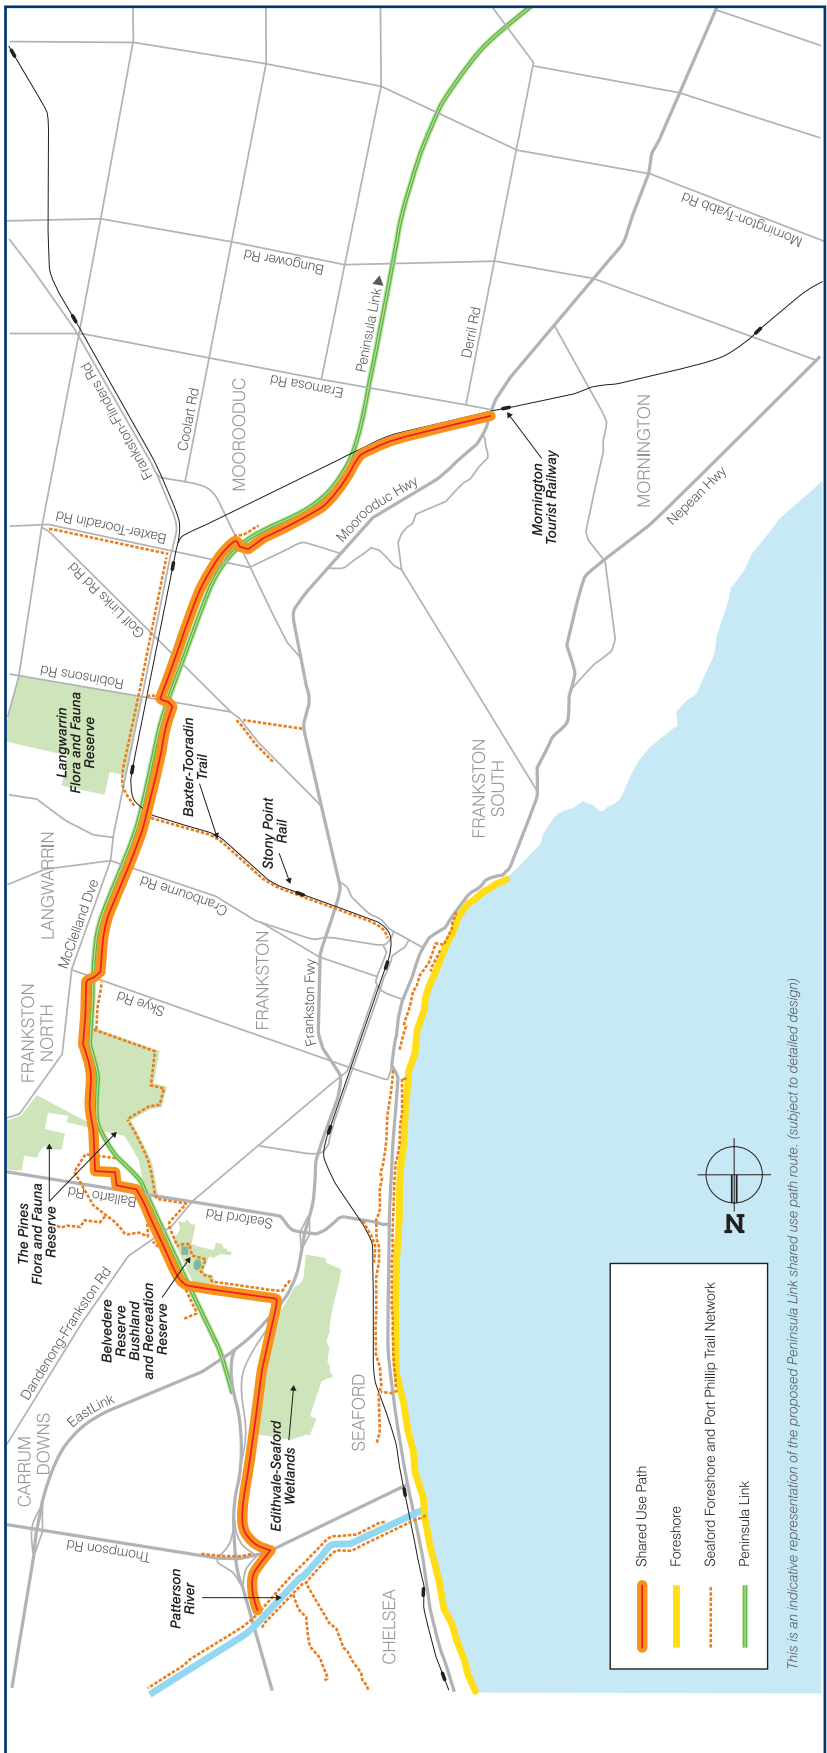 Patterson
River
Thompson Rd
CARRUM
DOWNS
EastLink
Dandenong-Frankston Rd
Edithvale-Seaford
Wetlands
CHELSEA
SEAFORD
Belvedere
Reserve
Bushland
and Recreation
Reserve
The Pines
Flora and Fauna
Reserve
Ballarto Rd
Seaford Rd
FRANKSTON
NORTH
Skye Rd
McClelland Dve
LANGWARRIN
FRANKSTON
Frankston Fwy
Cranbourne Rd
Stony Point
Rail
Baxter-Tooradin
Trail
Langwarrin
Flora and Fauna
Reserve
Robinsons Rd
Golf Links Rd Rd
Baxter-Tooradin Rd
FRANKSTON
SOUTH
Frankston-Flinders Rd
Coolart Rd
MOOROODUC
Moorooduc Hwy
Mornington
Tourist Railway
MORNINGTON
Nepean Hwy
Eramosa Rd
Peninsula Link
Derril Rd
Bungower Rd
Mornington-Tyabb Rd
N
Shared Use Path
Foreshore
Seaford Foreshore and Port Phillip Trail Network
Peninsula Link
This is an indicative representation of the proposed Peninsula Link shared use path route. (subject to detailed design)